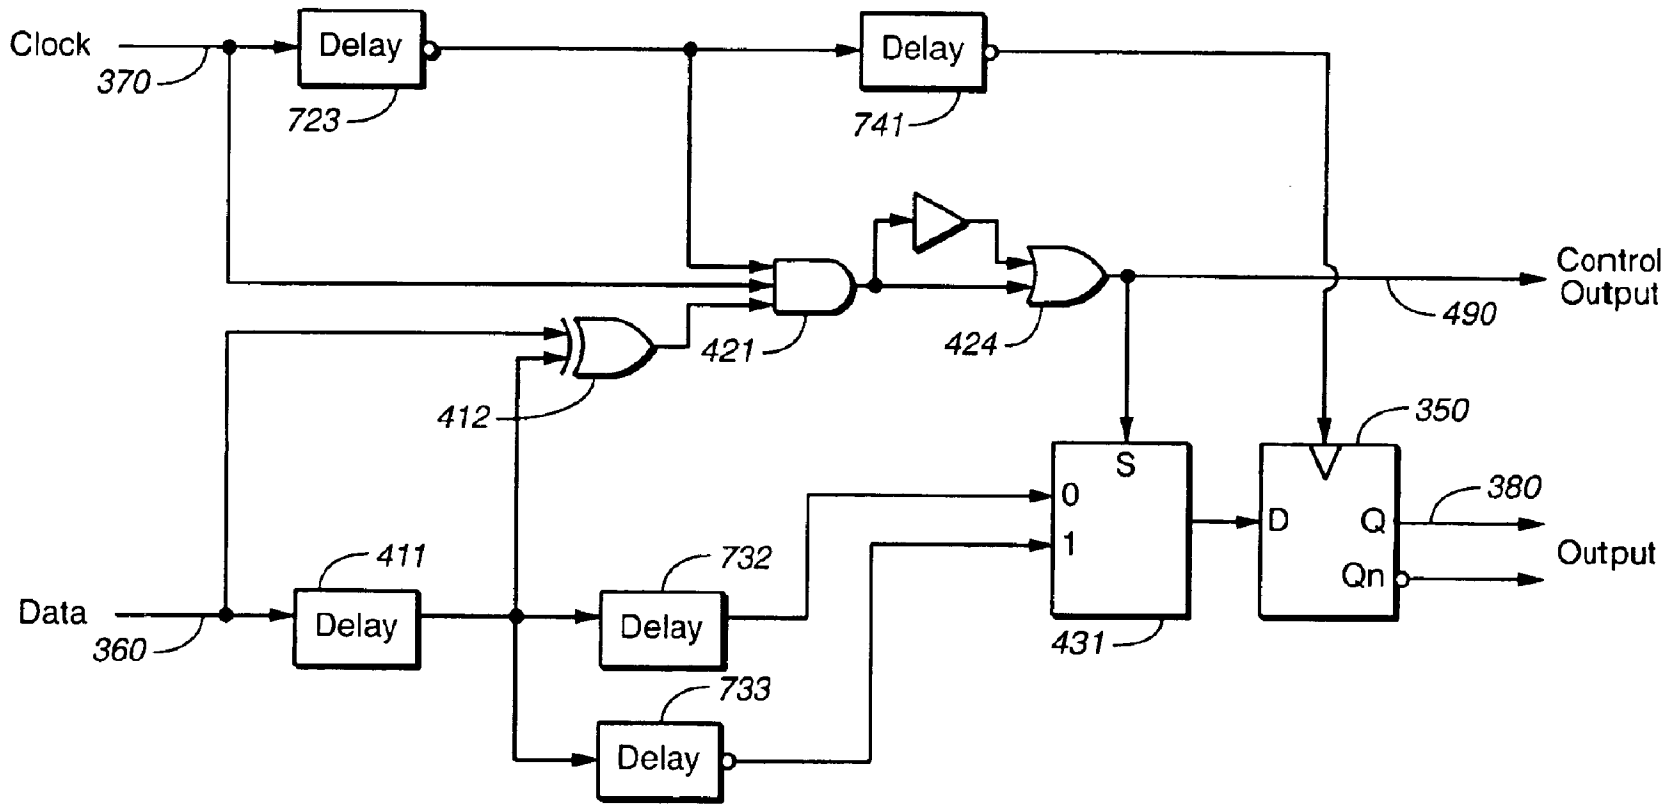 Clock
370
Delay
723
Delay
741
Control
Output
490
421
424
412
350
S
0
1
431
D
Q
Qn
380
Output
411
732
Data
360
Delay
Delay
733
Delay